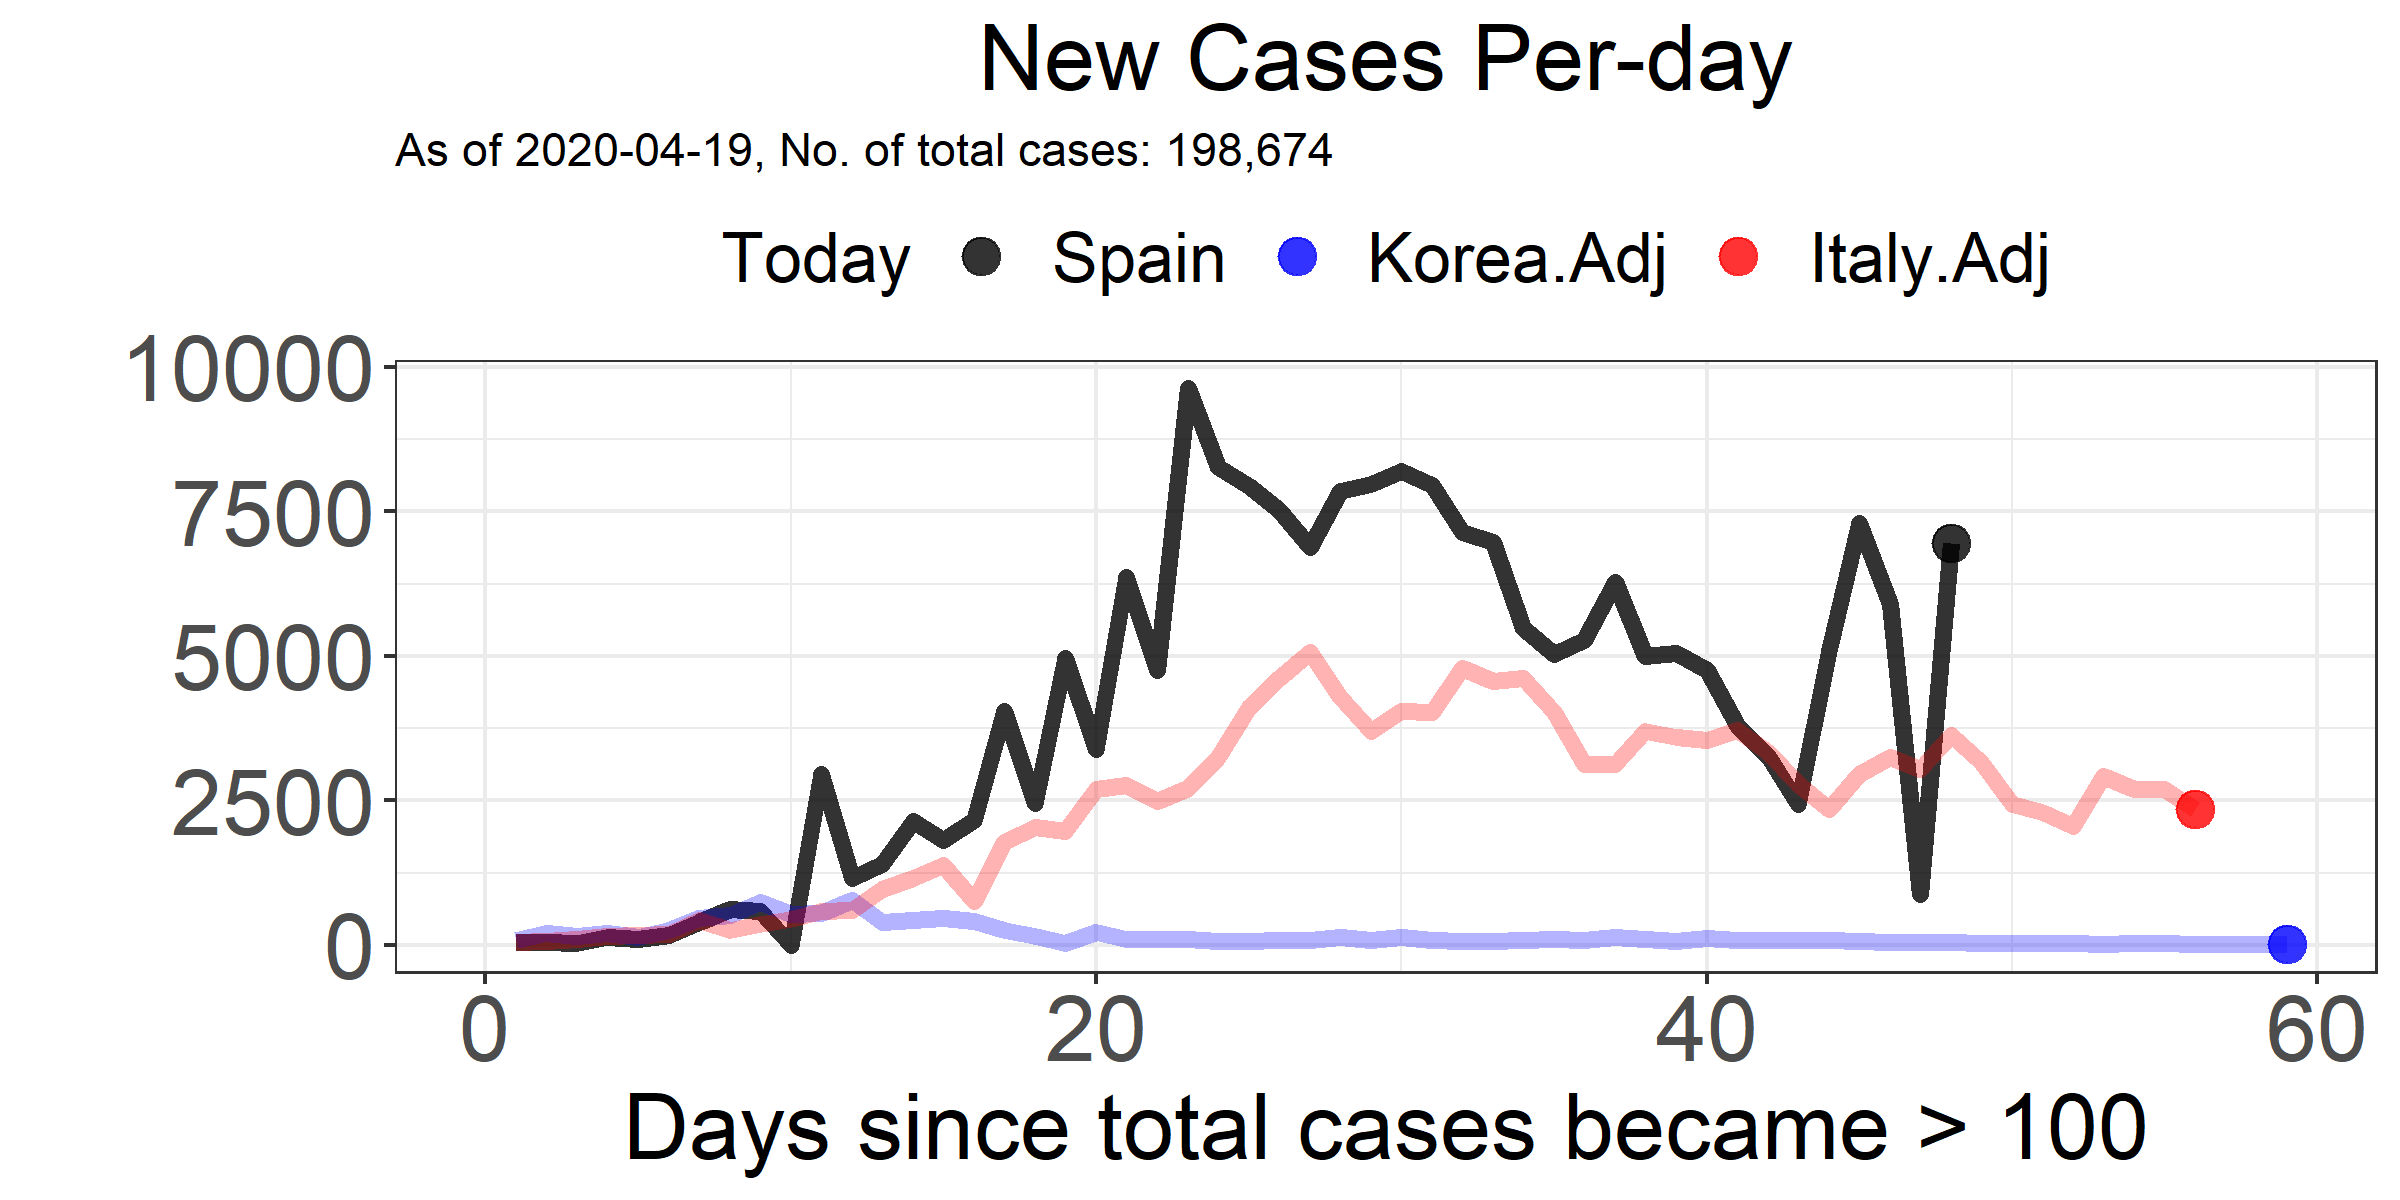 New Cases Per-day
As of 2020-04-19, No. of total cases: 198,674
Today Spain Korea.Adj Italy.Adj
10000
7500
5000
2500
0
0 20 40 60
Days since total cases became > 100